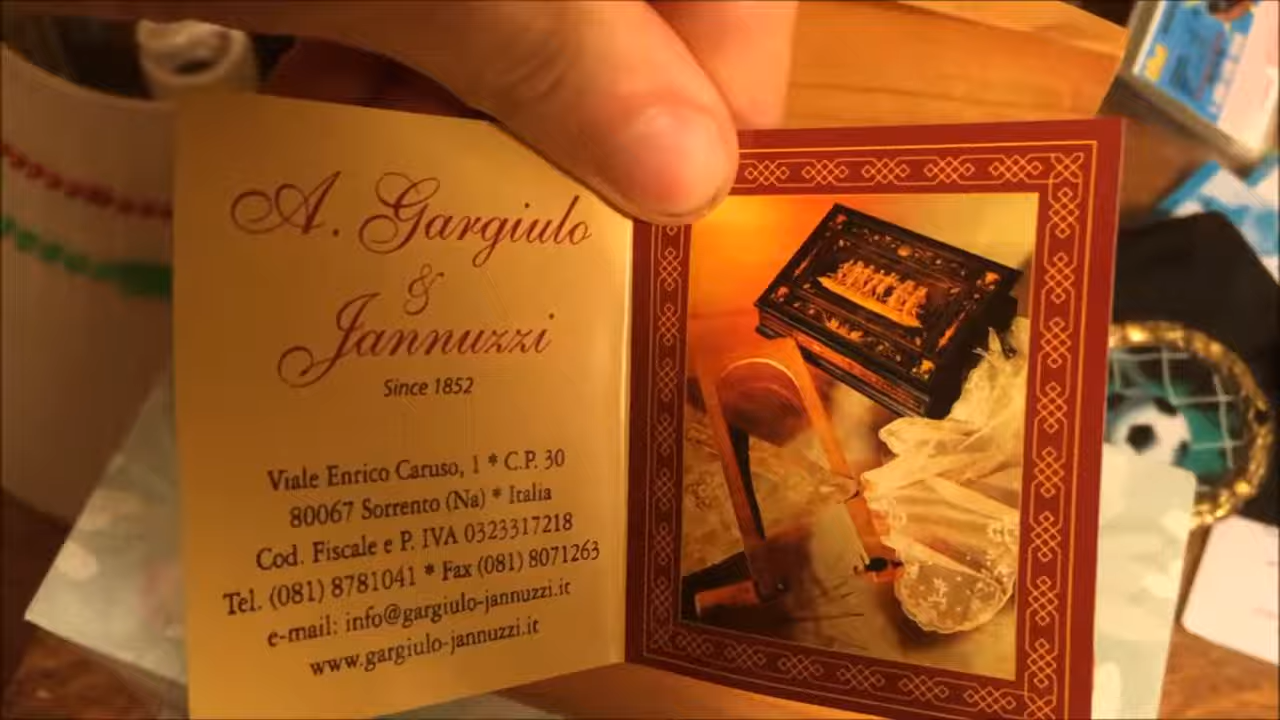 A. Gargiulo
&
Jannuzzi
Since 1852
Viale Enrico Caruso, 1 * C.P. 30
80067 Sorrento (Na) * Italia
Cod. Fiscale e P. IVA 0323317218
Tel. (081) 8781041 * Fax (081) 8071263
e-mail: info@gargiulo-jannuzzi.it
www.gargiulo-jannuzzi.it